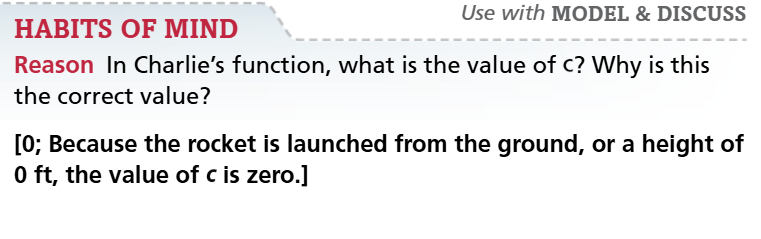 Use with MODEL & DISCUSS
HABITS OF MIND
Reason In Charlie's function, what is the value of c? Why is this
the correct value?
[0; Because the rocket is launched from the ground, or a height of
0 ft, the value of c is zero.]